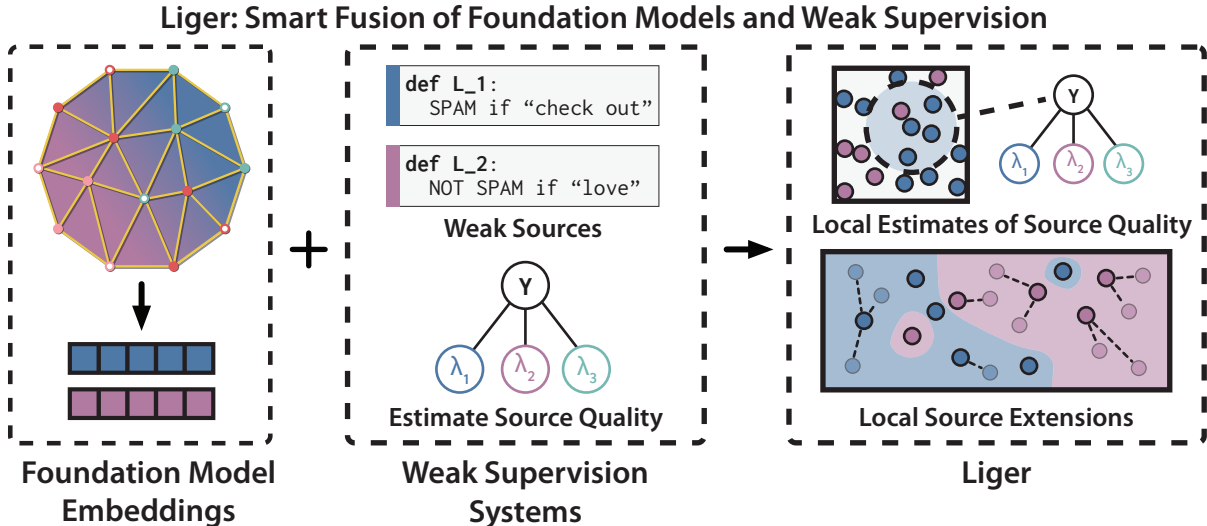 Liger: Smart Fusion of Foundation Models and Weak Supervision
Foundation Model
Embeddings
def L_1:
SPAM if “check out”
def L_2:
NOT SPAM if “love”
Weak Sources
Y
λ₁ λ₂ λ₃
Estimate Source Quality
Weak Supervision
Systems
Y
λ₁ λ₂ λ₃
Local Estimates of Source Quality
Local Source Extensions
Liger